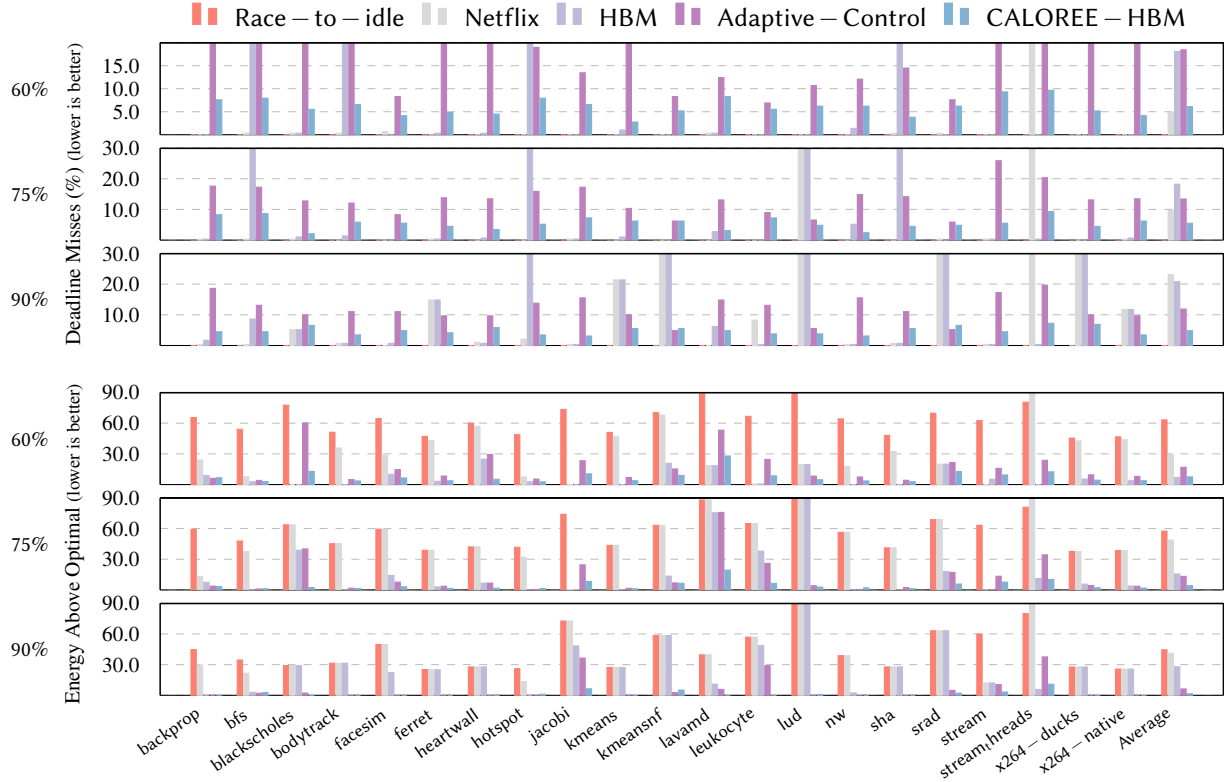 Race – to – idle Netflix HBM Adaptive – Control CALOREE – HBM
Deadline Misses (%) (lower is better)
60%
15.0
10.0
5.0
75%
30.0
20.0
10.0
90%
30.0
20.0
10.0
Energy Above Optimal (lower is better)
60%
90.0
60.0
30.0
75%
90.0
60.0
30.0
90%
90.0
60.0
30.0
backprop
bfs
blackscholes
bodytrack
facesim
ferret
heartwall
hotspot
jacobi
kmeans
kmeansnf
lavamd
leukocyte
lud
nw
sha
srad
stream
streamthreads
x264 – ducks
x264 – native
Average